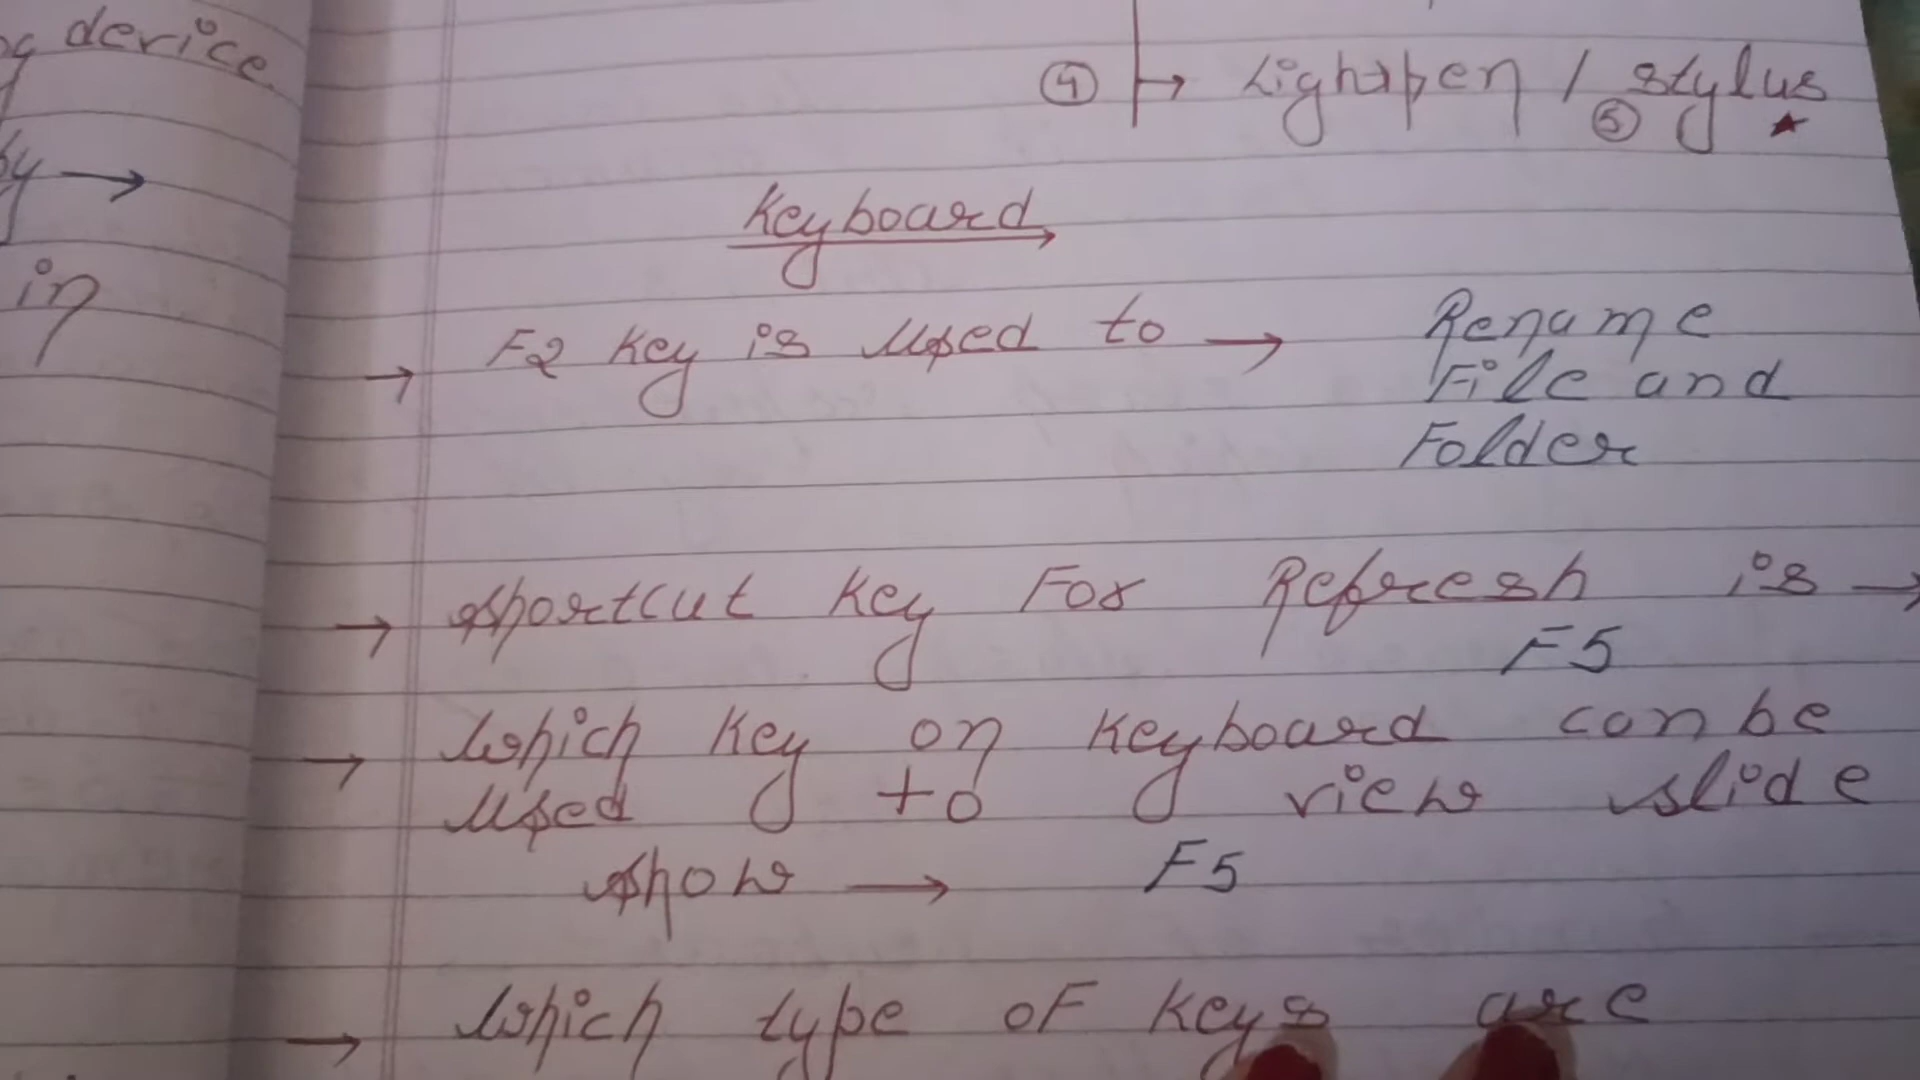 device
by →
in
④ → Lightpen / stylus
⑤ ★
Keyboard
→ F2 key is used to → Rename
File and
Folder
→ shortcut key For Refresh is →
F5
→ which key on keyboard can be
used to view slide
show → F5
→ which type of keys are